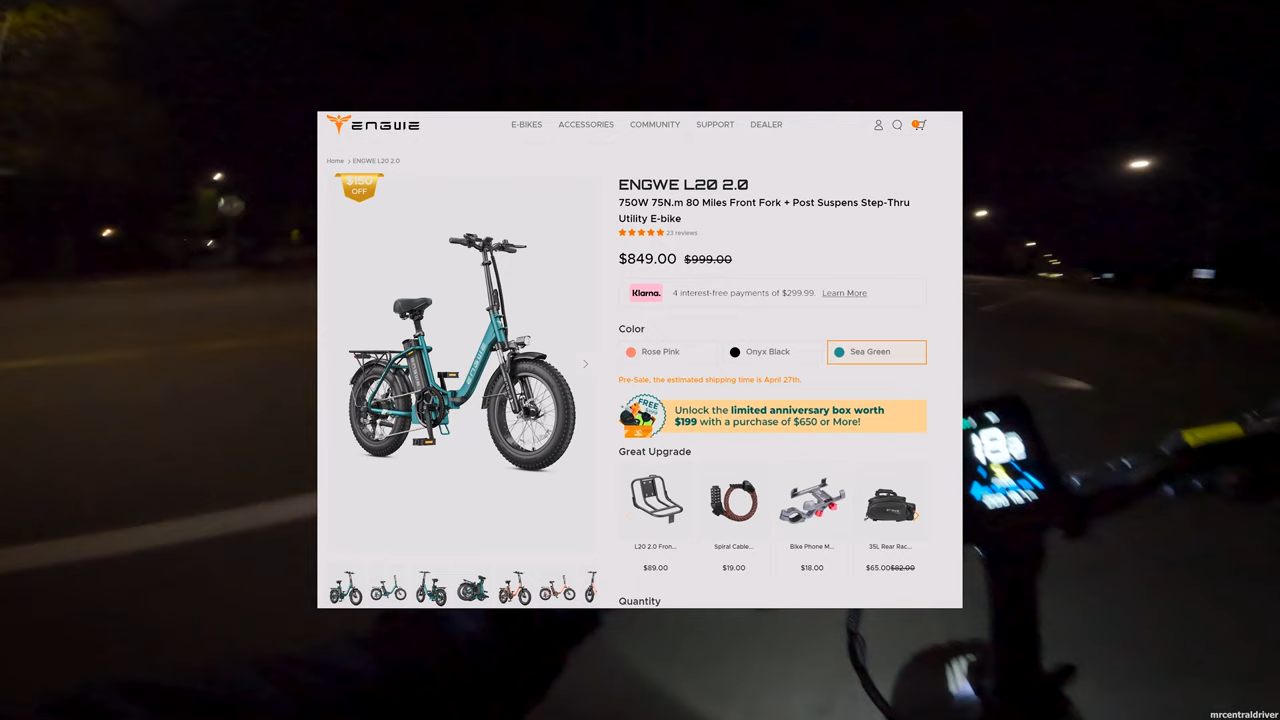 ENGWE
E-BIKES ACCESSORIES COMMUNITY SUPPORT DEALER
Home > ENGWE L20 2.0
$150
OFF
ENGWE L20 2.0
750W 75N.m 80 Miles Front Fork + Post Suspens Step-Thru
Utility E-bike
23 reviews
$849.00 $999.00
Klarna. 4 interest-free payments of $299.99. Learn More
Color
Rose Pink Onyx Black Sea Green
Pre-Sale, the estimated shipping time is April 27th.
FREE
Unlock the limited anniversary box worth
$199 with a purchase of $650 or More!
Great Upgrade
L20 2.0 Fron... Spiral Cable... Bike Phone M... 35L Rear Rac...
$89.00 $19.00 $18.00 $65.00 $82.00
Quantity
mrcentraldriver